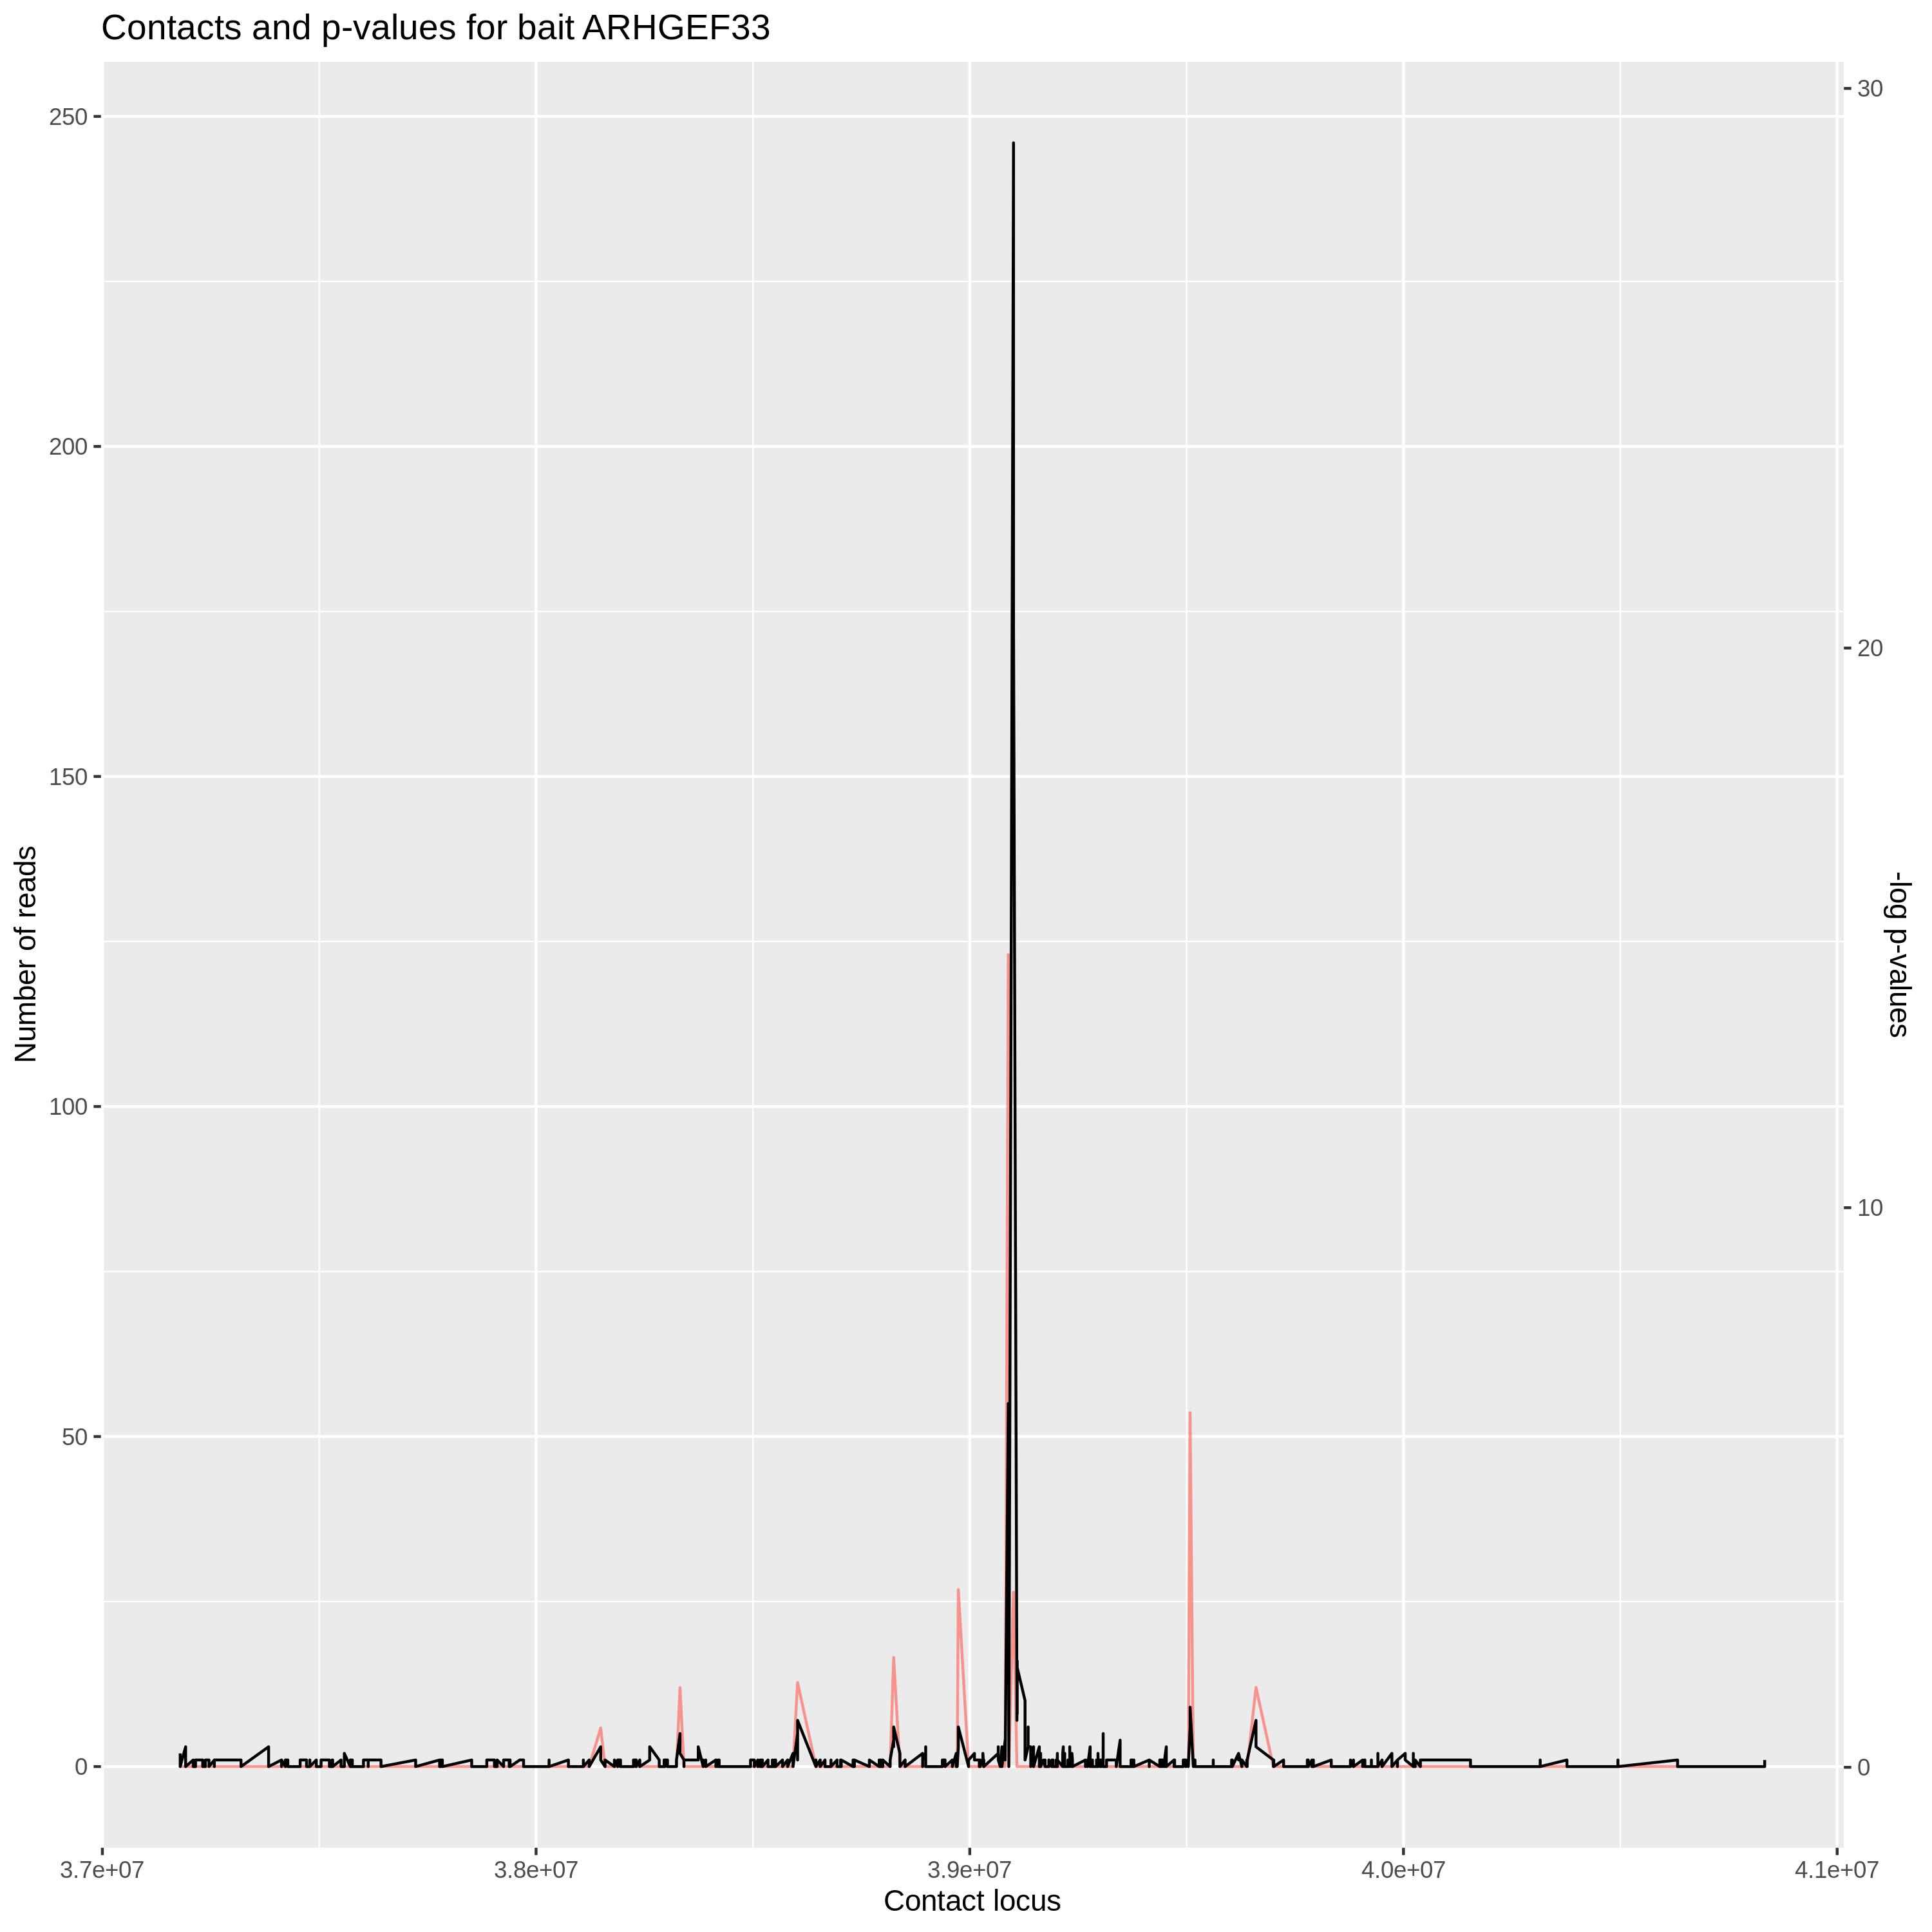 Contacts and p-values for bait ARHGEF33
250
200
150
100
50
0
Number of reads
30
20
10
0
-log p-values
3.7e+07
3.8e+07
3.9e+07
4.0e+07
4.1e+07
Contact locus